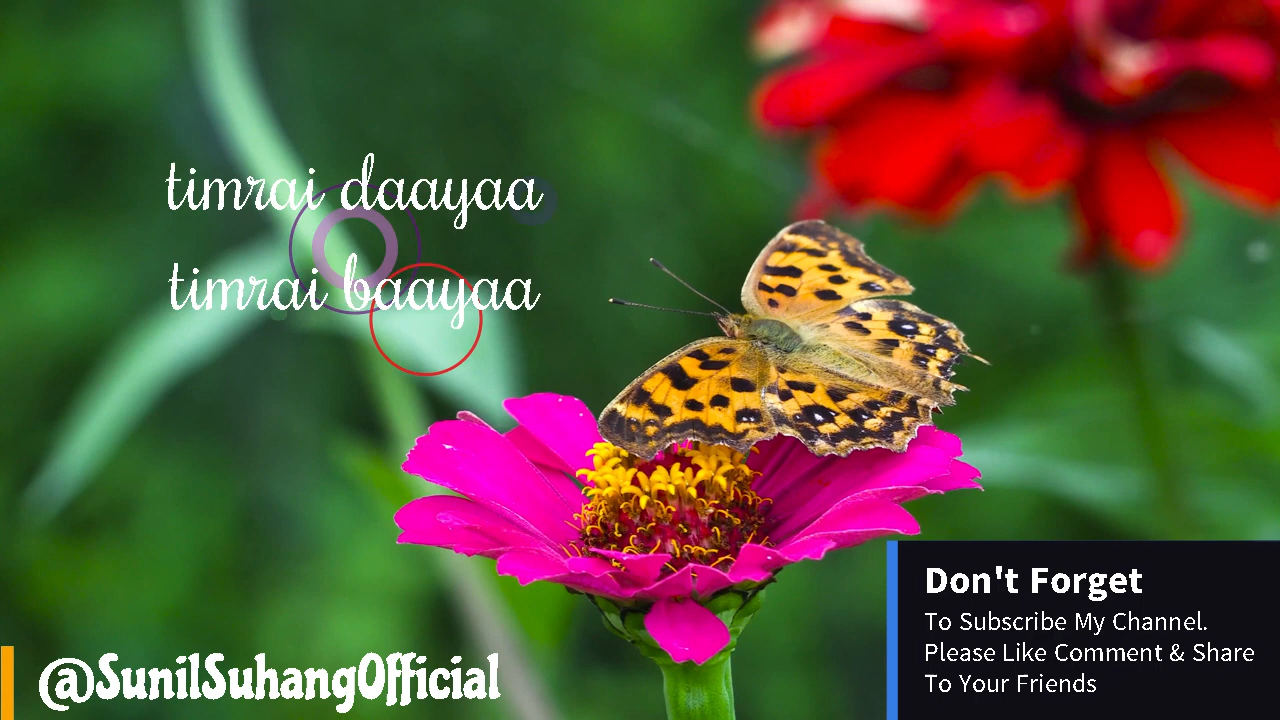 timrai daayaa
timrai baayaa
@SunilSuhangOfficial
Don't Forget
To Subscribe My Channel.
Please Like Comment & Share
To Your Friends